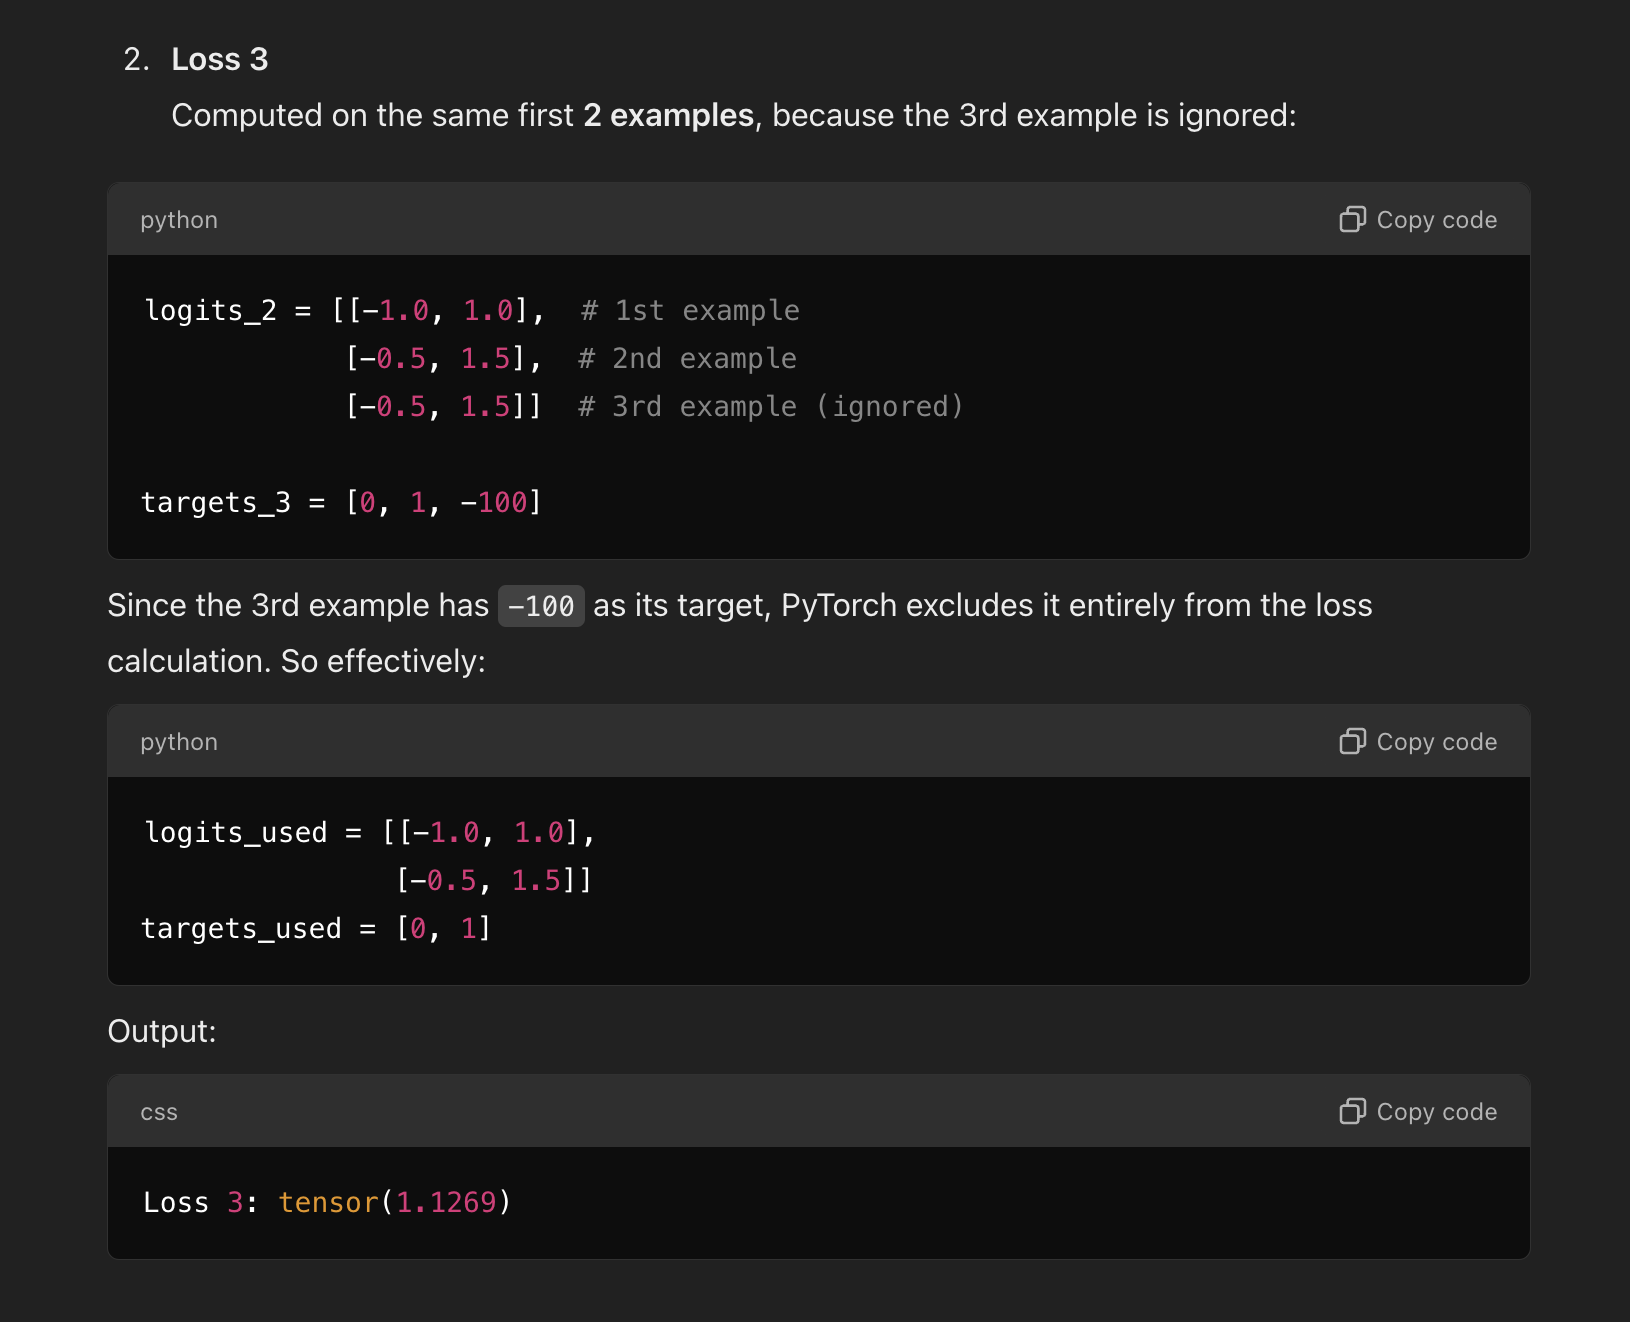 2. Loss 3
Computed on the same first 2 examples, because the 3rd example is ignored:
python
Copy code
logits_2 = [[-1.0, 1.0],  # 1st example
            [-0.5, 1.5],  # 2nd example
            [-0.5, 1.5]]  # 3rd example (ignored)
targets_3 = [0, 1, -100]
Since the 3rd example has -100 as its target, PyTorch excludes it entirely from the loss
calculation. So effectively:
python
Copy code
logits_used = [[-1.0, 1.0],
               [-0.5, 1.5]]
targets_used = [0, 1]
Output:
css
Copy code
Loss 3: tensor(1.1269)